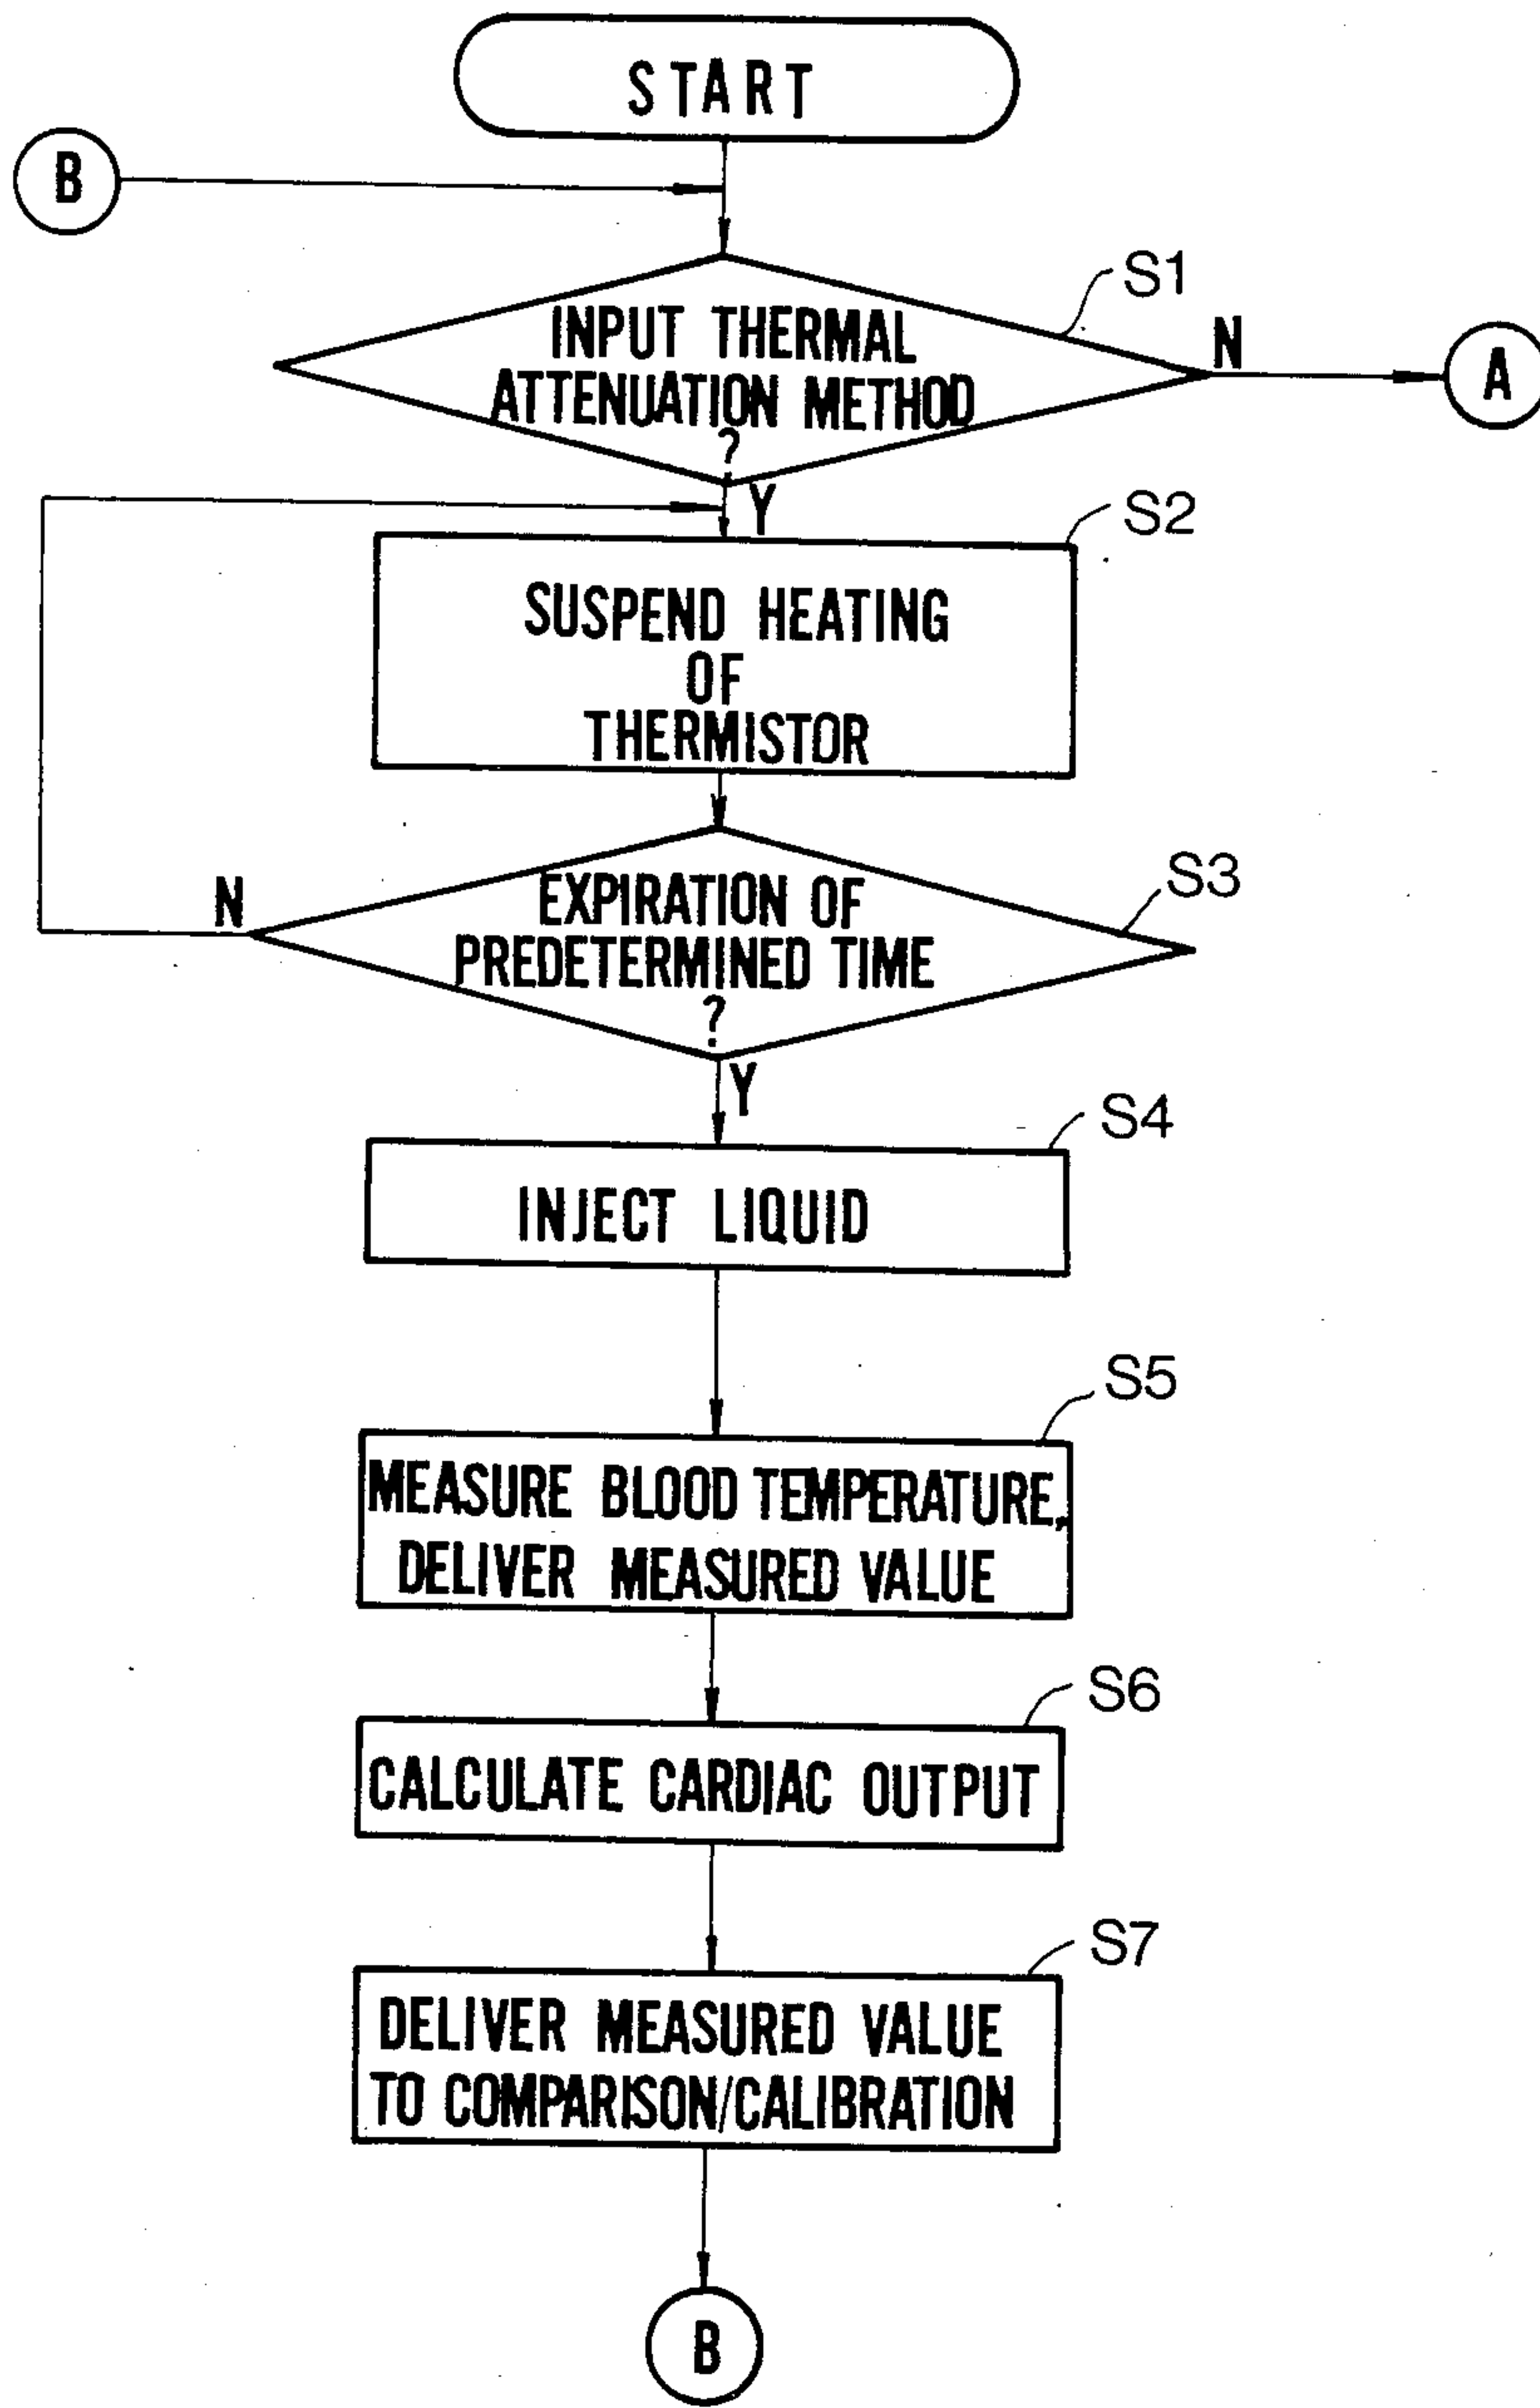 START
B
S1
INPUT THERMAL
ATTENUATION METHOD
?
N
A
Y
S2
SUSPEND HEATING
OF
THERMISTOR
S3
N
EXPIRATION OF
PREDETERMINED TIME
?
Y
S4
INJECT LIQUID
S5
MEASURE BLOOD TEMPERATURE,
DELIVER MEASURED VALUE
S6
CALCULATE CARDIAC OUTPUT
S7
DELIVER MEASURED VALUE
TO COMPARISON/CALIBRATION
B